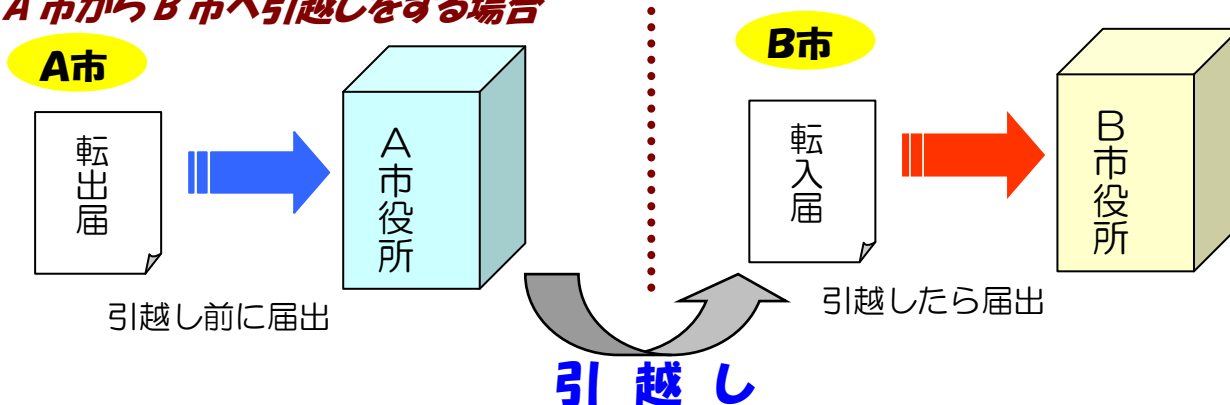 A市からB市へ引越しをする場合
A市
転出届
A市役所
引越し前に届出
B市
転入届
B市役所
引越したら届出
引越し